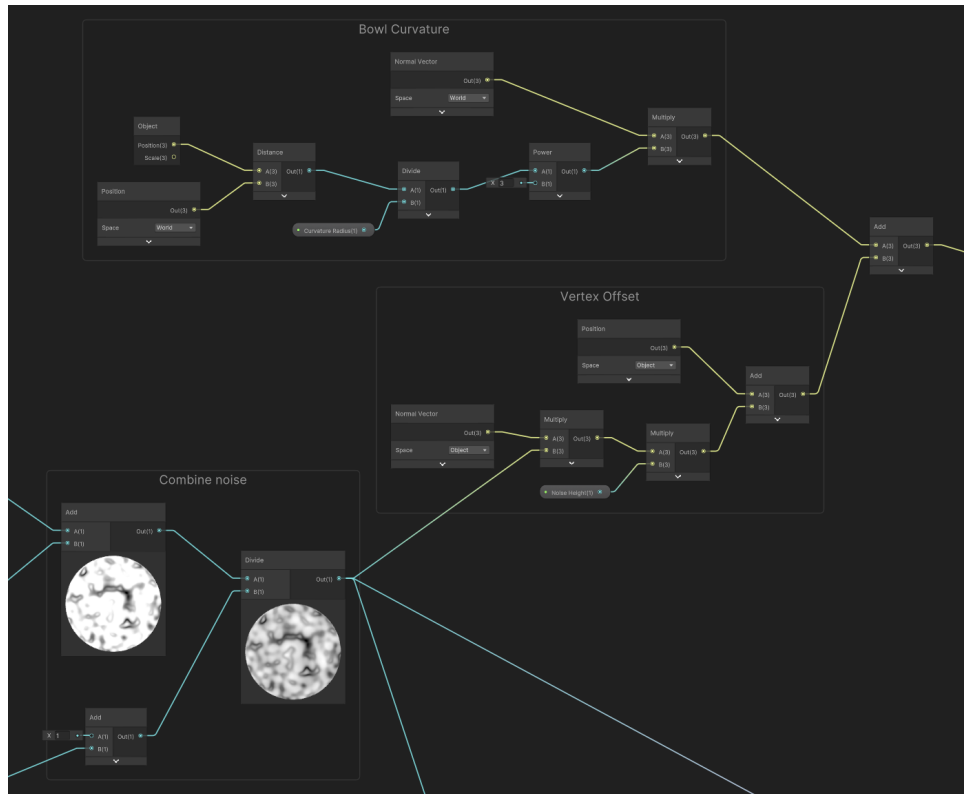 Bowl Curvature
Normal Vector
Out(3)
Space World
Object
Position(3)
Scale(3)
Position
Out(3)
Space World
Distance
A(3) Out(1)
B(3)
Curvature Radius(1)
Divide
A(1) Out(1)
B(1)
Power
A(1) Out(1)
X 3 B(1)
Multiply
A(3) Out(3)
B(3)
Add
A(3) Out(3)
B(3)
Vertex Offset
Position
Out(3)
Space Object
Normal Vector
Out(3)
Space Object
Multiply
A(3) Out(3)
B(3)
Noise Height(1)
Multiply
A(3) Out(3)
B(3)
Add
A(3) Out(3)
B(3)
Combine noise
Add
A(1) Out(1)
B(1)
Divide
A(1) Out(1)
B(1)
Add
X 1 A(1) Out(1)
B(1)